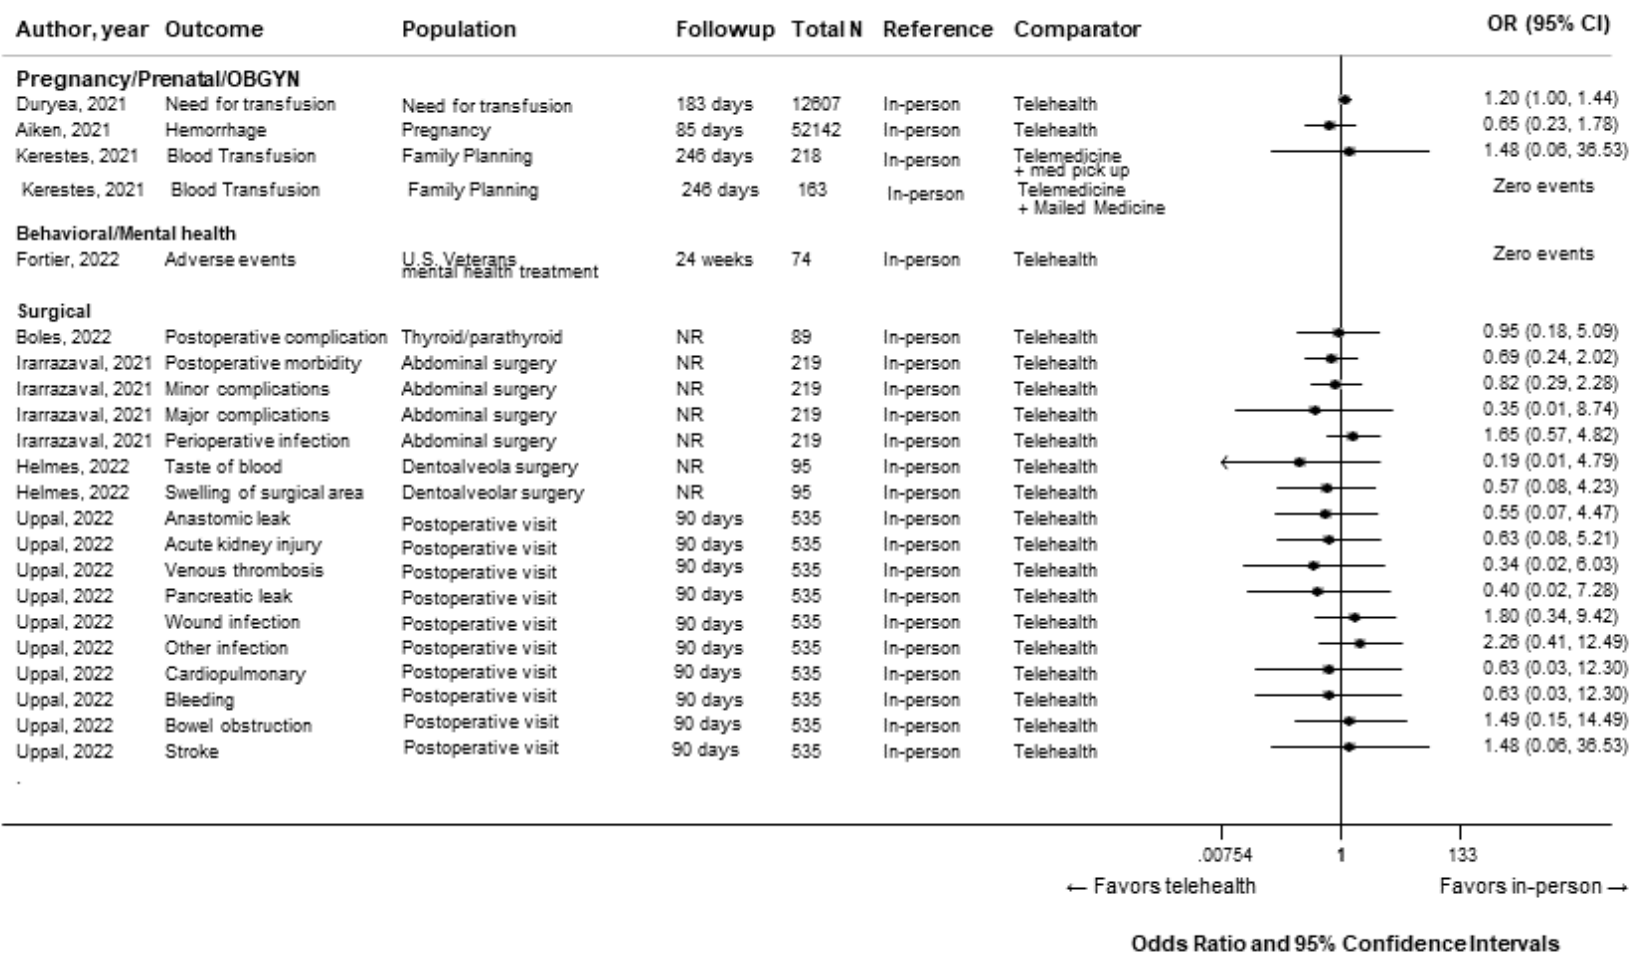 Author, year Outcome Population Followup Total N Reference Comparator OR (95% CI)
Pregnancy/Prenatal/OBGYN
Duryea, 2021 Need for transfusion Need for transfusion 183 days 12607 In-person Telehealth 1.20 (1.00, 1.44)
Aiken, 2021 Hemorrhage Pregnancy 85 days 52142 In-person Telehealth 0.65 (0.23, 1.78)
Kerestes, 2021 Blood Transfusion Family Planning 246 days 218 In-person Telemedicine 1.48 (0.06, 36.53)
+ med pick up
Kerestes, 2021 Blood Transfusion Family Planning 246 days 163 In-person Telemedicine Zero events
+ Mailed Medicine
Behavioral/Mental health
Fortier, 2022 Adverse events U.S. Veterans 24 weeks 74 In-person Telehealth Zero events
mental health treatment
Surgical
Boles, 2022 Postoperative complication Thyroid/parathyroid NR 89 In-person Telehealth 0.95 (0.18, 5.09)
Irarrazaval, 2021 Postoperative morbidity Abdominal surgery NR 219 In-person Telehealth 0.69 (0.24, 2.02)
Irarrazaval, 2021 Minor complications Abdominal surgery NR 219 In-person Telehealth 0.82 (0.29, 2.28)
Irarrazaval, 2021 Major complications Abdominal surgery NR 219 In-person Telehealth 0.35 (0.01, 8.74)
Irarrazaval, 2021 Perioperative infection Abdominal surgery NR 219 In-person Telehealth 1.65 (0.57, 4.82)
Helmes, 2022 Taste of blood Dentoalveola surgery NR 95 In-person Telehealth 0.19 (0.01, 4.79)
Helmes, 2022 Swelling of surgical area Dentoalveolar surgery NR 95 In-person Telehealth 0.57 (0.08, 4.23)
Uppal, 2022 Anastomic leak Postoperative visit 90 days 535 In-person Telehealth 0.55 (0.07, 4.47)
Uppal, 2022 Acute kidney injury Postoperative visit 90 days 535 In-person Telehealth 0.63 (0.08, 5.21)
Uppal, 2022 Venous thrombosis Postoperative visit 90 days 535 In-person Telehealth 0.34 (0.02, 6.03)
Uppal, 2022 Pancreatic leak Postoperative visit 90 days 535 In-person Telehealth 0.40 (0.02, 7.28)
Uppal, 2022 Wound infection Postoperative visit 90 days 535 In-person Telehealth 1.80 (0.34, 9.42)
Uppal, 2022 Other infection Postoperative visit 90 days 535 In-person Telehealth 2.26 (0.41, 12.49)
Uppal, 2022 Cardiopulmonary Postoperative visit 90 days 535 In-person Telehealth 0.63 (0.03, 12.30)
Uppal, 2022 Bleeding Postoperative visit 90 days 535 In-person Telehealth 0.63 (0.03, 12.30)
Uppal, 2022 Bowel obstruction Postoperative visit 90 days 535 In-person Telehealth 1.49 (0.15, 14.49)
Uppal, 2022 Stroke Postoperative visit 90 days 535 In-person Telehealth 1.48 (0.06, 36.53)
.
.00754 1 133
← Favors telehealth Favors in-person →
Odds Ratio and 95% Confidence Intervals